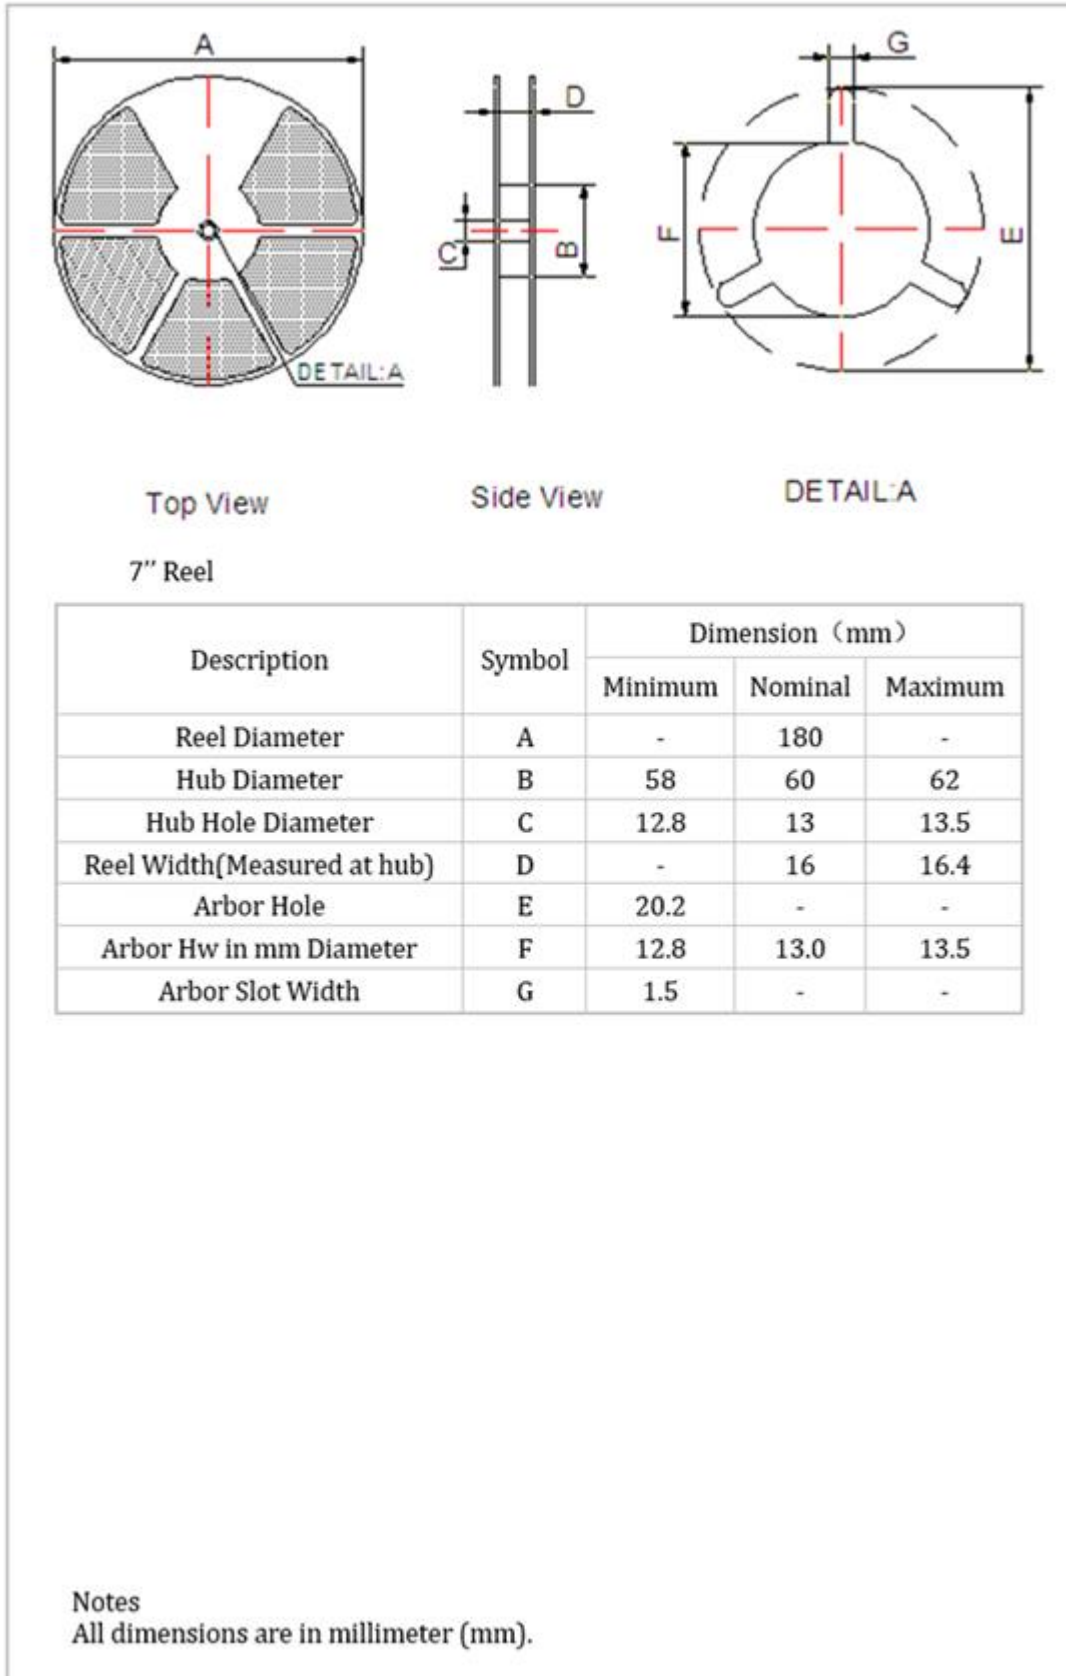 A
DETAIL:A
D
C
B
G
F
E
Top View
Side View
DETAIL:A
7" Reel
Description Symbol Dimension（mm）
Minimum Nominal Maximum
Reel Diameter A - 180 -
Hub Diameter B 58 60 62
Hub Hole Diameter C 12.8 13 13.5
Reel Width(Measured at hub) D - 16 16.4
Arbor Hole E 20.2 - -
Arbor Hw in mm Diameter F 12.8 13.0 13.5
Arbor Slot Width G 1.5 - -
Notes
All dimensions are in millimeter (mm).